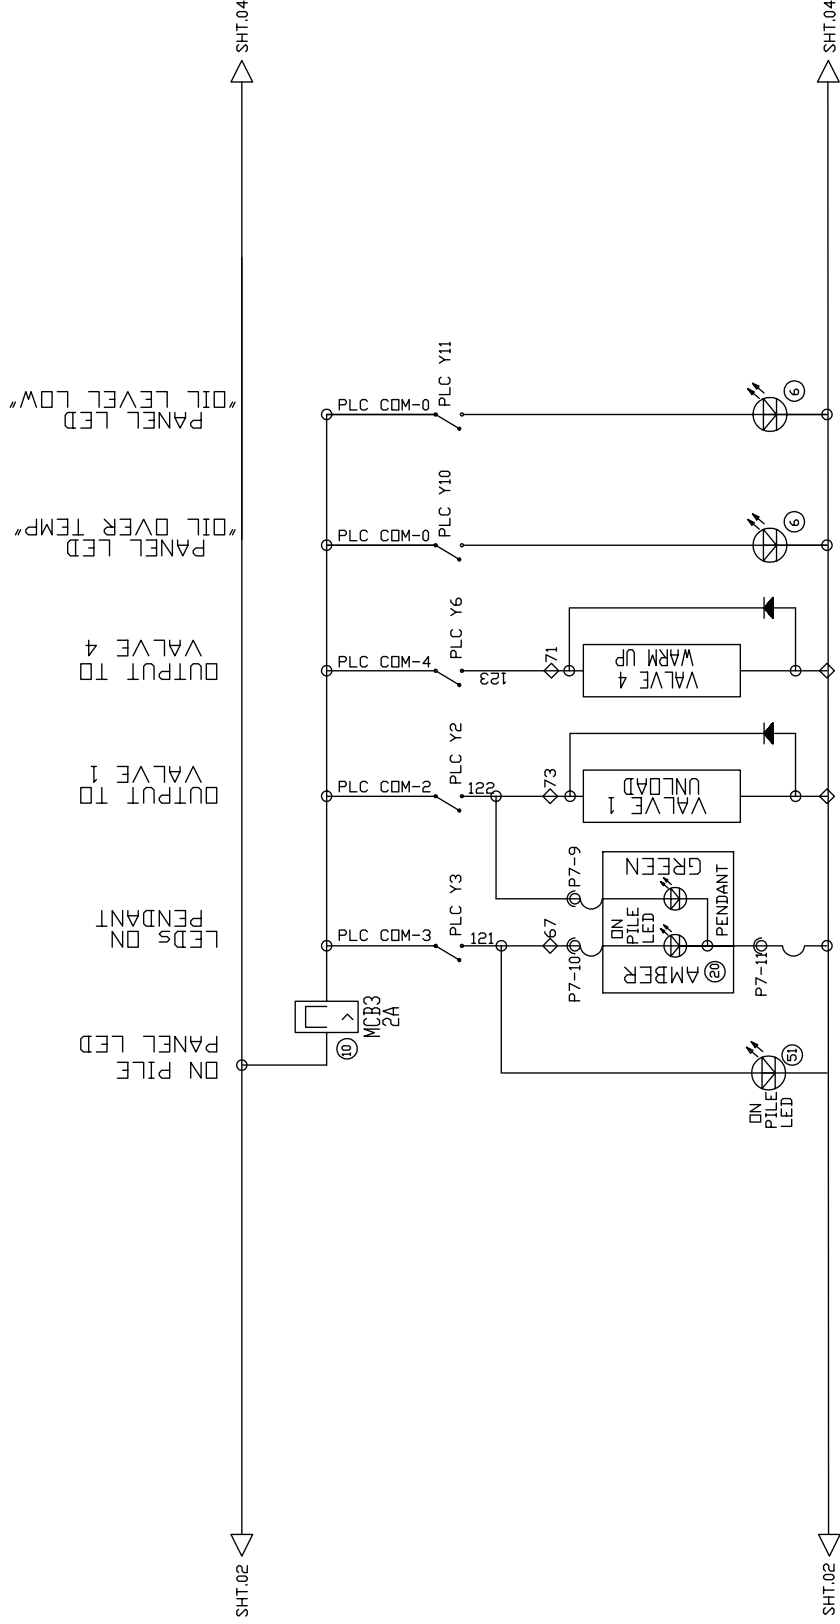 SHT.04
SHT.04
PANEL LED
"OIL LEVEL LOW"
PLC COM-0
PLC Y11
6
PANEL LED
"OIL OVER TEMP"
PLC COM-0
PLC Y10
6
OUTPUT TO
VALVE 4
PLC COM-4
PLC Y6
123
71
VALVE 4
WARM UP
OUTPUT TO
VALVE 1
PLC COM-2
PLC Y2
122
73
VALVE 1
UNLOAD
LEDs ON
PENDANT
PLC COM-3
PLC Y3
121
67
P7-9
P7-10
GREEN
ON
PILE
LED
AMBER
20
PENDANT
P7-11
ON PILE
PANEL LED
MCB3
2A
10
51
ON
PILE
LED
SHT.02
SHT.02